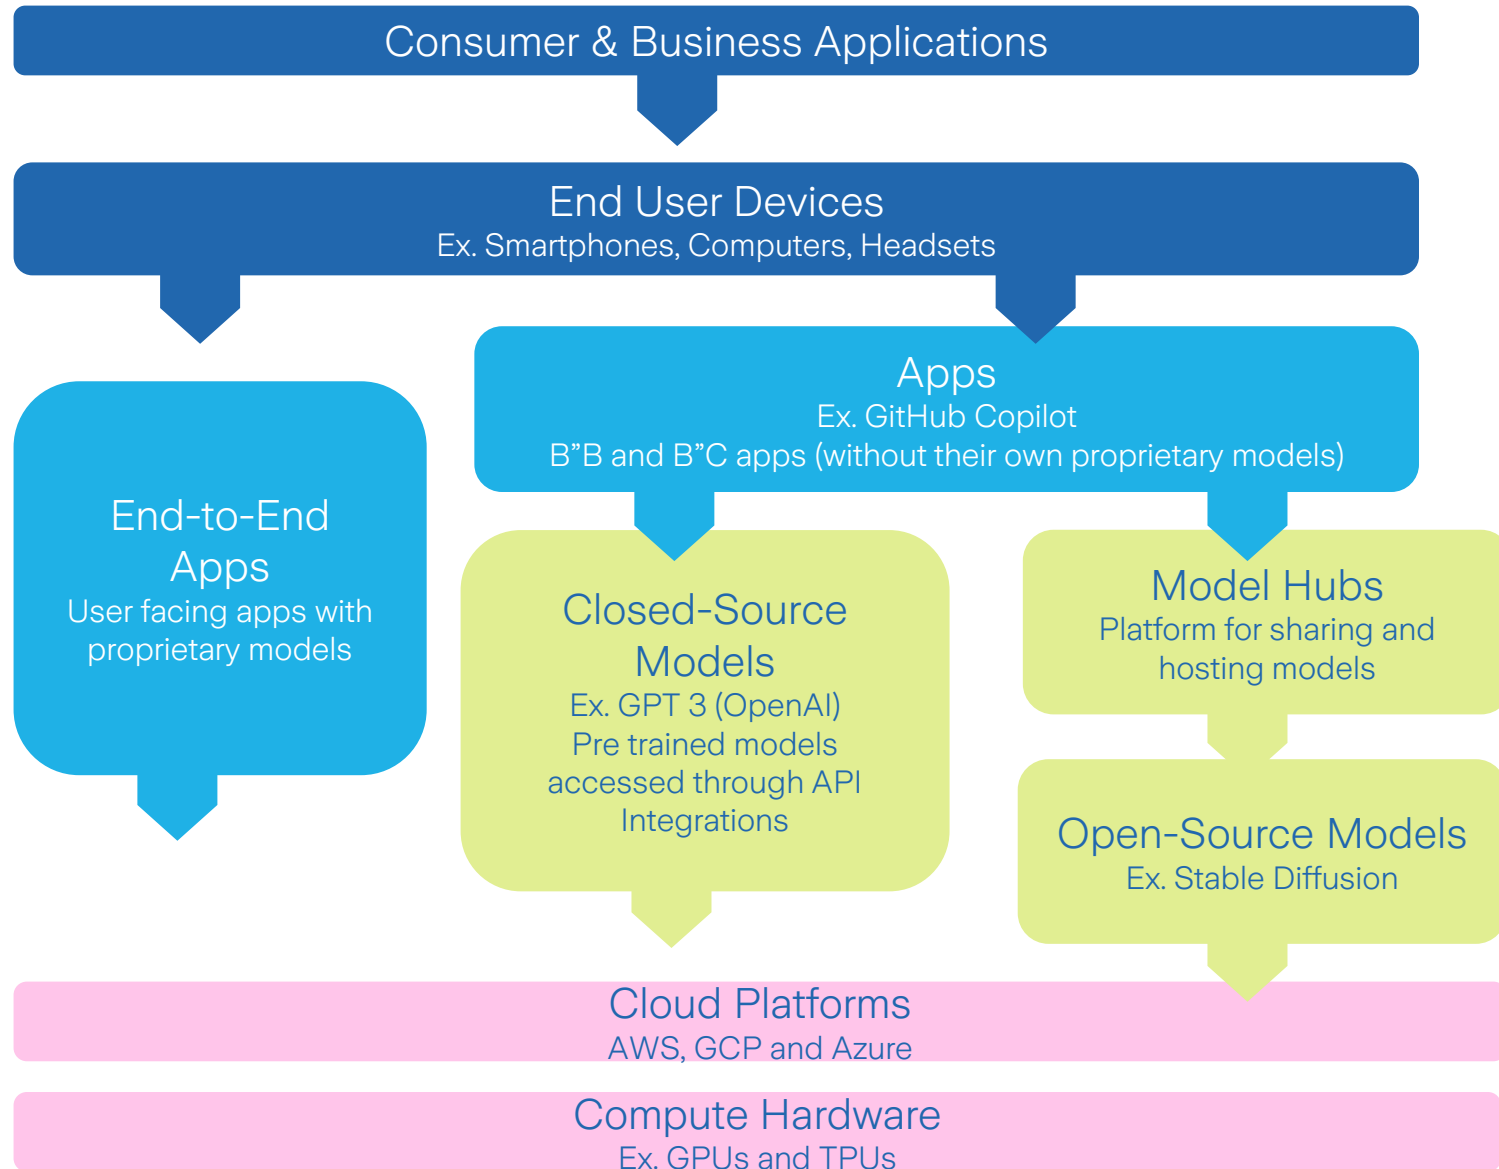 Consumer & Business Applications
End User Devices
Ex. Smartphones, Computers, Headsets
Apps
Ex. GitHub Copilot
B”B and B”C apps (without their own proprietary models)
End-to-End
Apps
User facing apps with
proprietary models
Closed-Source
Models
Ex. GPT 3 (OpenAI)
Pre trained models
accessed through API
Integrations
Model Hubs
Platform for sharing and
hosting models
Open-Source Models
Ex. Stable Diffusion
Cloud Platforms
AWS, GCP and Azure
Compute Hardware
Ex. GPUs and TPUs